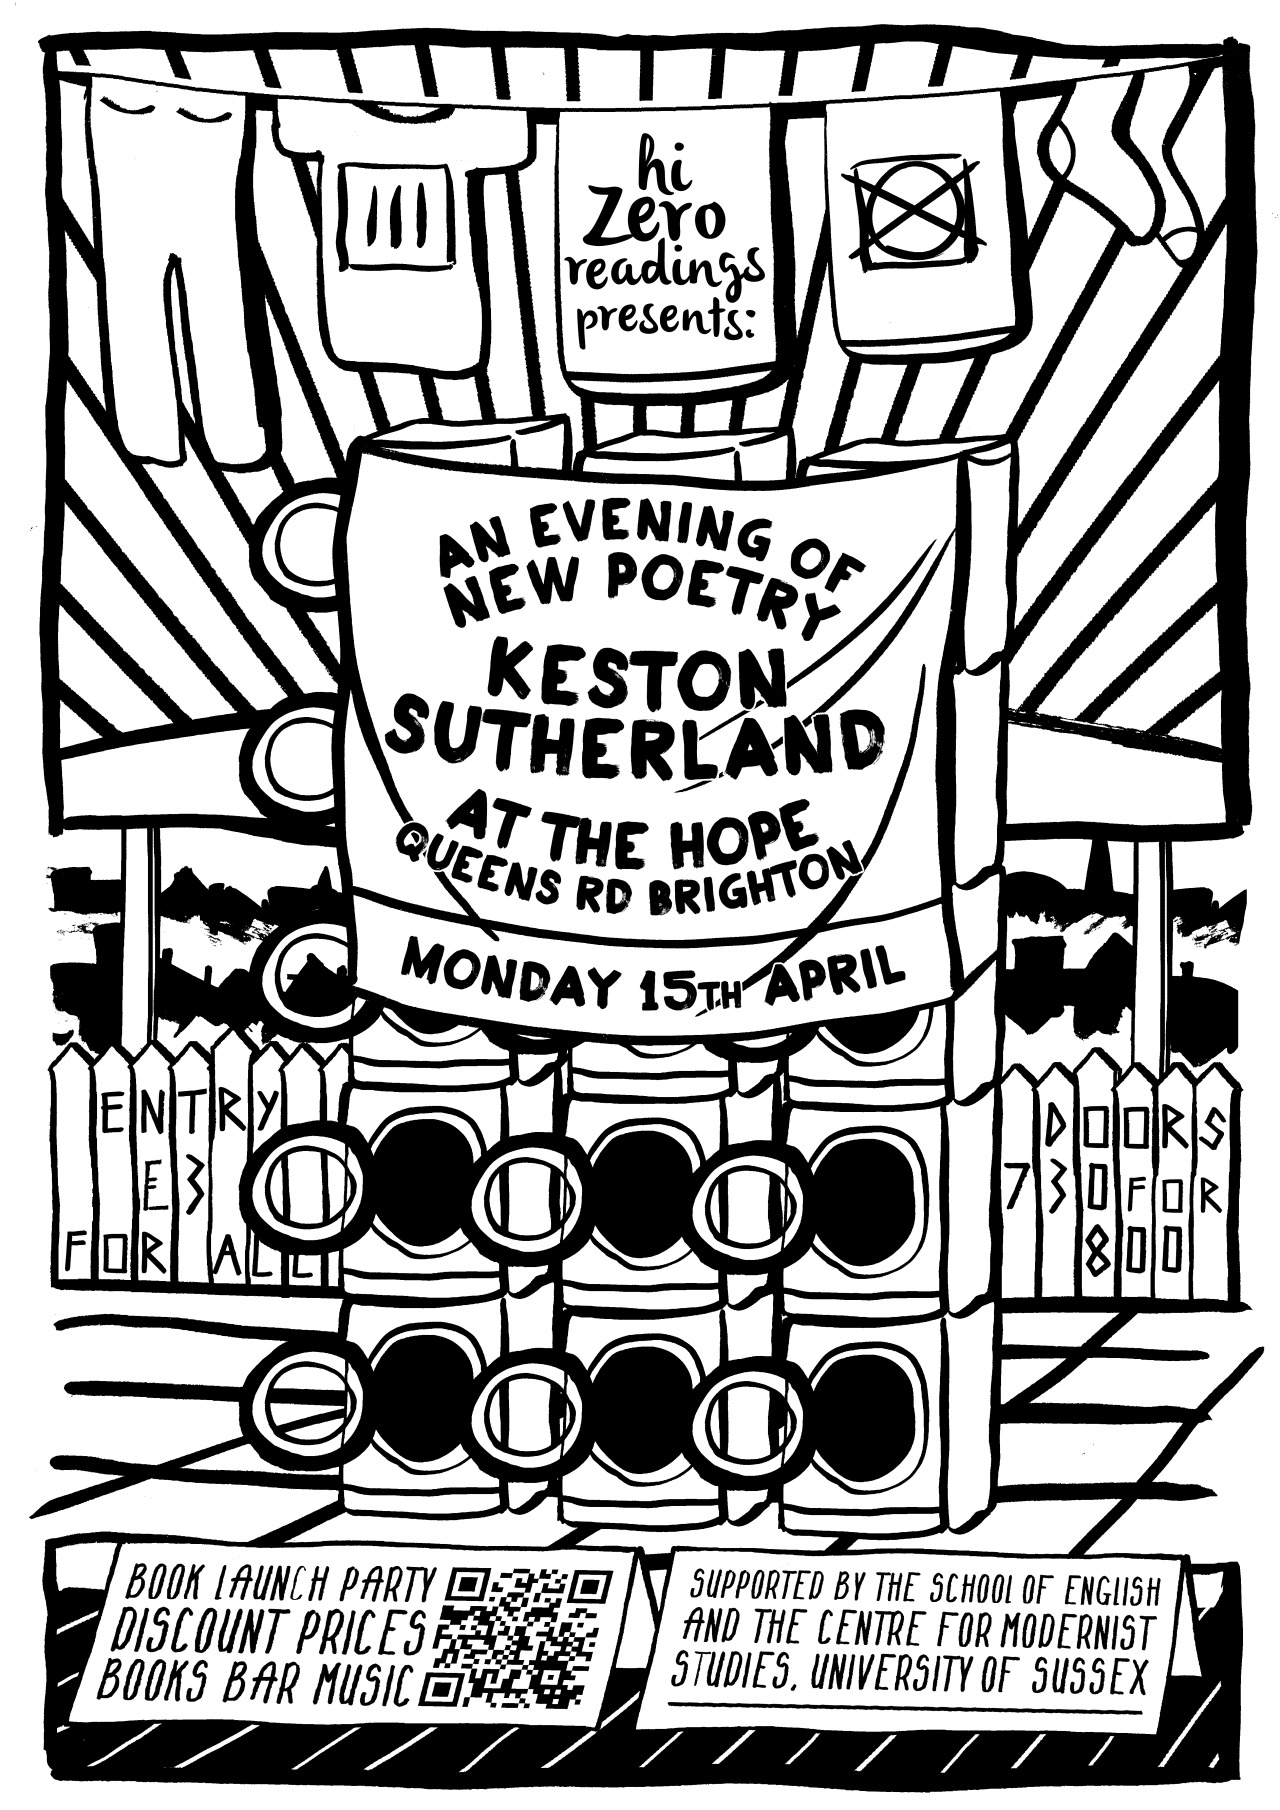 hi
Zero
readings
presents:
AN EVENING OF
NEW POETRY
KESTON
SUTHERLAND
AT THE HOPE
QUEENS RD BRIGHTON
MONDAY 15TH APRIL
ENTRY
£3
FOR ALL
DOORS
730 FOR
800
BOOK LAUNCH PARTY
DISCOUNT PRICES
BOOKS BAR MUSIC
SUPPORTED BY THE SCHOOL OF ENGLISH
AND THE CENTRE FOR MODERNIST
STUDIES, UNIVERSITY OF SUSSEX